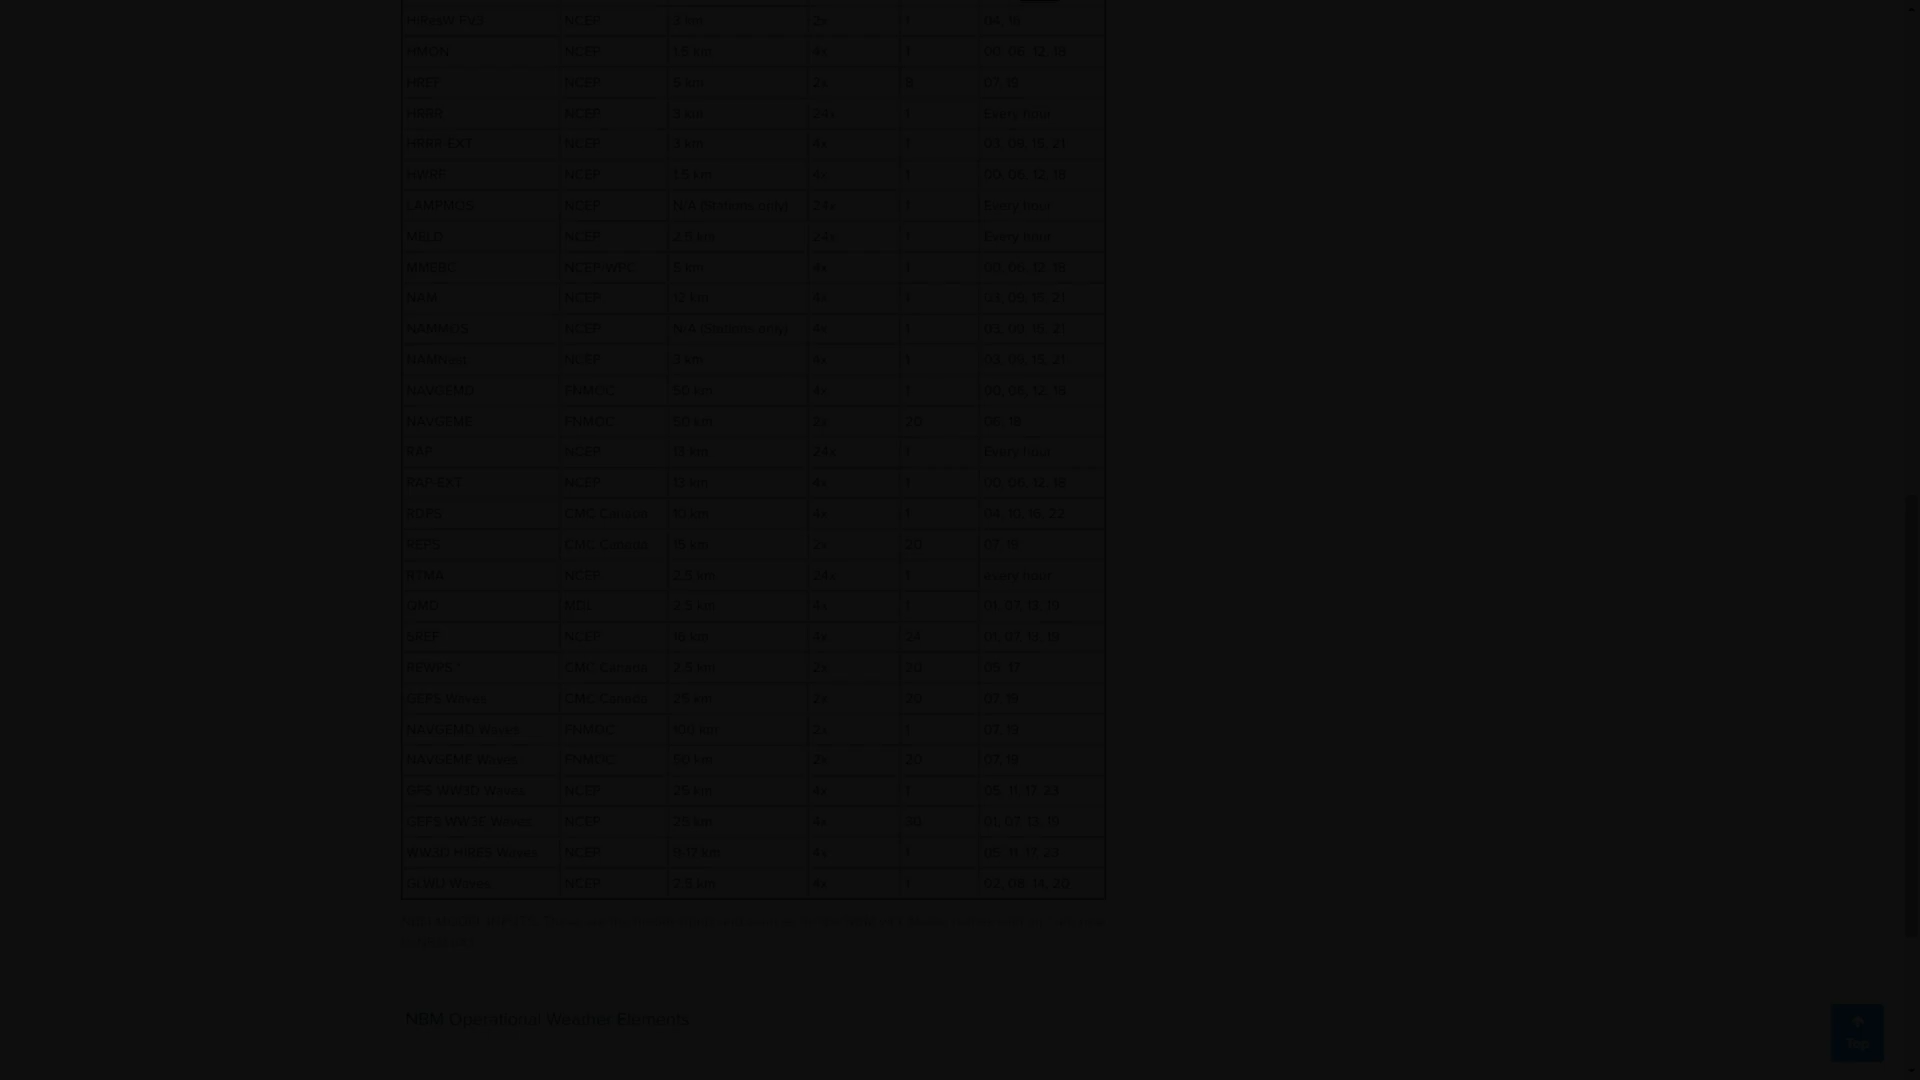 HiResW Fv3 NCEP 3 km 2x 1 04, 16
HMON NCEP 1.5 km 4x 1 00, 06, 12, 18
HREF NCEP 5 km 2x 8 07, 19
HRRR NCEP 3 km 24x 1 Every hour
HRRR EXT NCEP 3 km 4x 1 03, 09, 15, 21
HWRF NCEP 1.5 km 4x 1 00, 06, 12, 18
LAMPMOS NCEP N/A (Stations only) 24x 1 Every hour
MELD NCEP 2.5 km 24x 1 Every hour
MMEBC NCEP-WPC 5 km 4x 1 00, 06, 12, 18
NAM NCEP 12 km 4x 1 03, 09, 15, 21
NAMMOS NCEP N/A (Stations only) 4x 1 21
NAMNest NCEP 3 km 4x 1 03, 09, 15, 21
NAVGEMD FNMOC 50 km 4x 1 00, 06, 12, 18
NAVGEME FNMOC 50 km 2x 20 06, 18
RAP NCEP 13 km 24x 1 Every hour
RAP EXT NCEP 13 km 4x 1 00, 06, 12, 18
RDPS CMC Canada 10 km 4x 1 04, 10, 16, 22
REPS CMC Canada 15 km 2x 20 07, 19
RTMA NCEP 2.5 km 24x 1 every hour
QMD MDL 2.5 km 4x 1 01, 07, 13, 19
SREF NCEP 16 km 4x 24 01, 07, 13, 19
REWPS* CMC Canada 2.5 km 2x 20 05, 17
GEPS Waves CMC Canada 25 km 2x 20 07, 19
NAVGEMD Waves FNMOC 100 km 2x 1 07, 19
NAVGEME Waves FNMOC 50 km 2x 20 07, 19
GFS WW3D Waves NCEP 25 km 4x 1 05, 11, 17, 23
GEFS WW3E Waves NCEP 25 km 4x 30 01, 07, 13, 19
WW3D HIRES Waves NCEP 9-17 km 4x 1 05, 11, 17, 23
GLWU Waves NCEP 2.5 km 4x 1 02, 08, 14, 20
NBM MODEL INPUTS: These are the
NBM Operational Weather Elements
Top